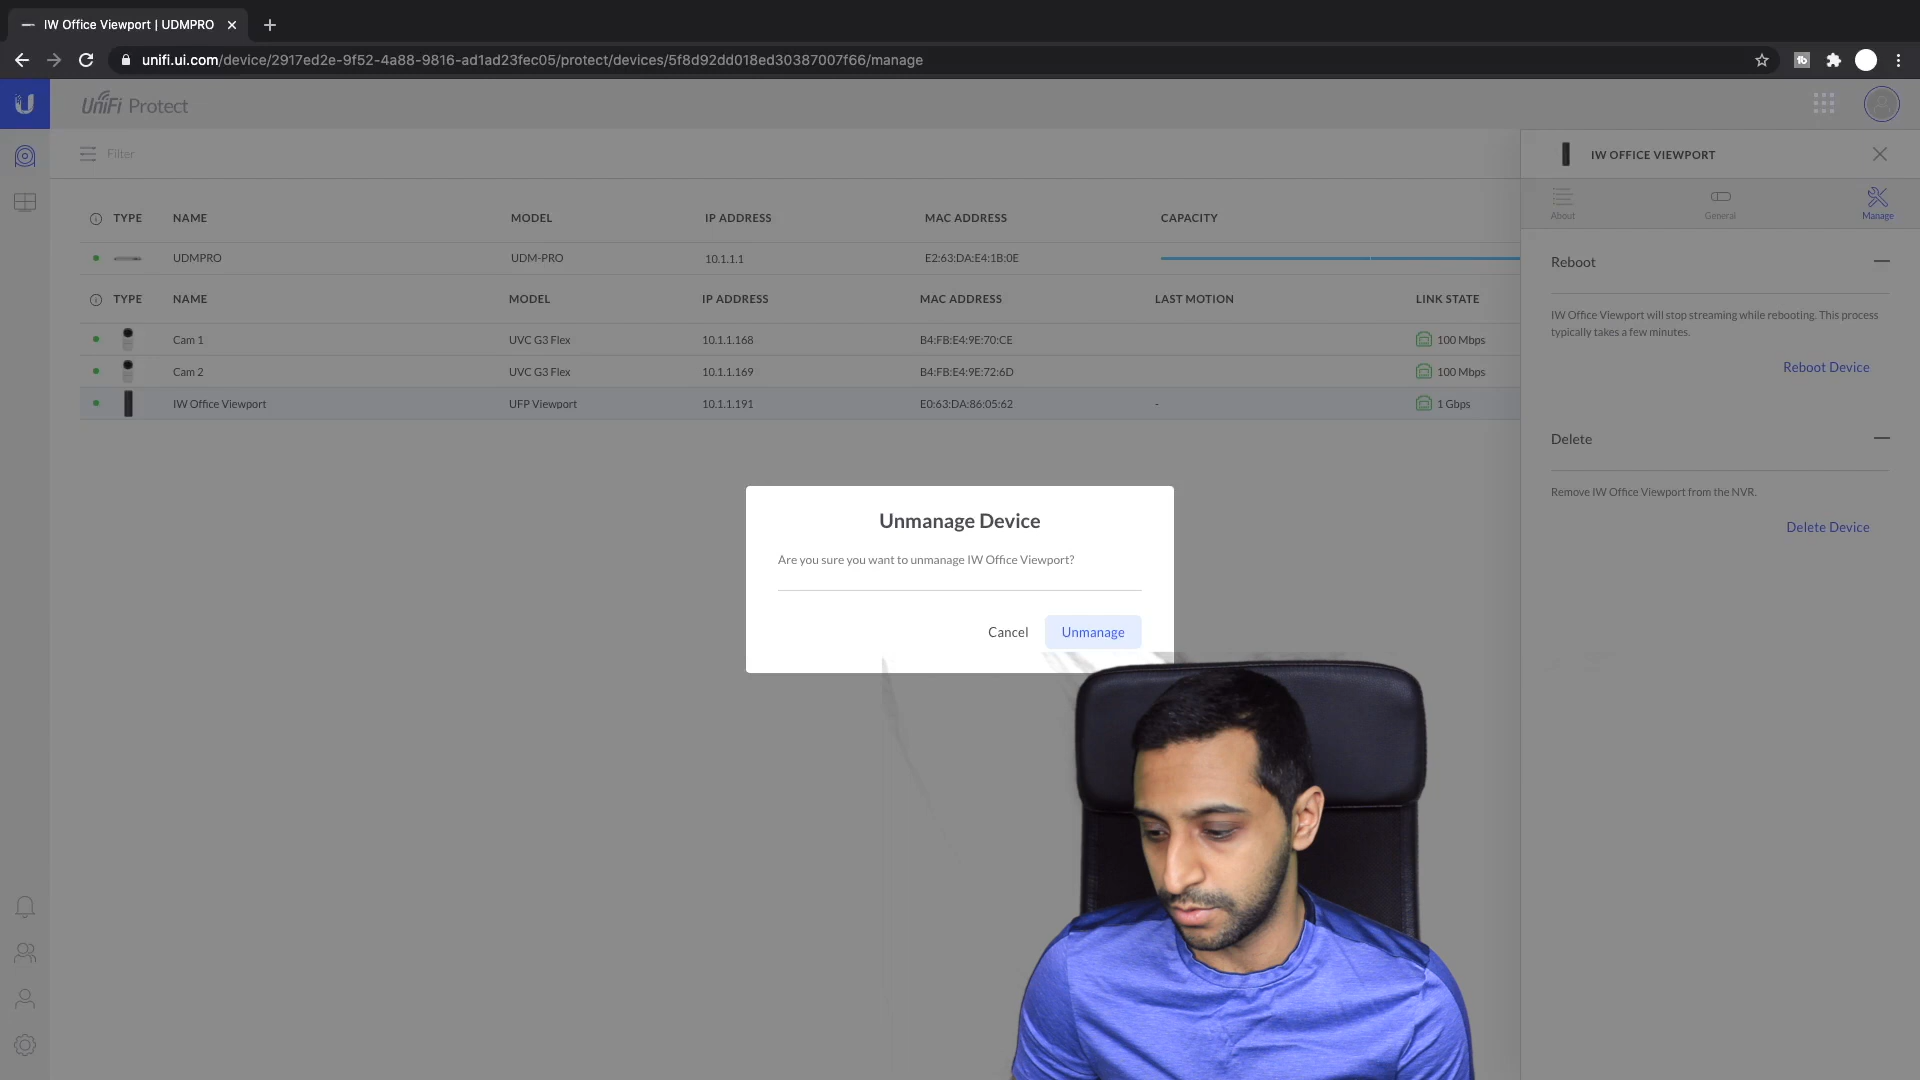 IW Office Viewport | UDMPRO
unifi.ui.com/device/2917ed2e-9f52-4a88-9816-ad1ad23fec05/protect/devices/5f8d92dd018ed30387007f66/manage
UniFi Protect
Filter
IW OFFICE VIEWPORT
About General Manage
TYPE NAME MODEL IP ADDRESS MAC ADDRESS CAPACITY
UDMPRO UDM-PRO 10.1.1.1 E2:63:DA:E4:1B:0E
TYPE NAME MODEL IP ADDRESS MAC ADDRESS LAST MOTION LINK STATE
Cam 1 UVC G3 Flex 10.1.1.168 B4:FB:E4:9E:70:CE 100 Mbps
Cam 2 UVC G3 Flex 10.1.1.169 B4:FB:E4:9E:72:6D 100 Mbps
IW Office Viewport UFP Viewport 10.1.1.191 E0:63:DA:86:05:62 - 1 Gbps
Reboot
IW Office Viewport will stop streaming while rebooting. This process
typically takes a few minutes.
Reboot Device
Delete
Remove IW Office Viewport from the NVR.
Delete Device
Unmanage Device
Are you sure you want to unmanage IW Office Viewport?
Cancel Unmanage